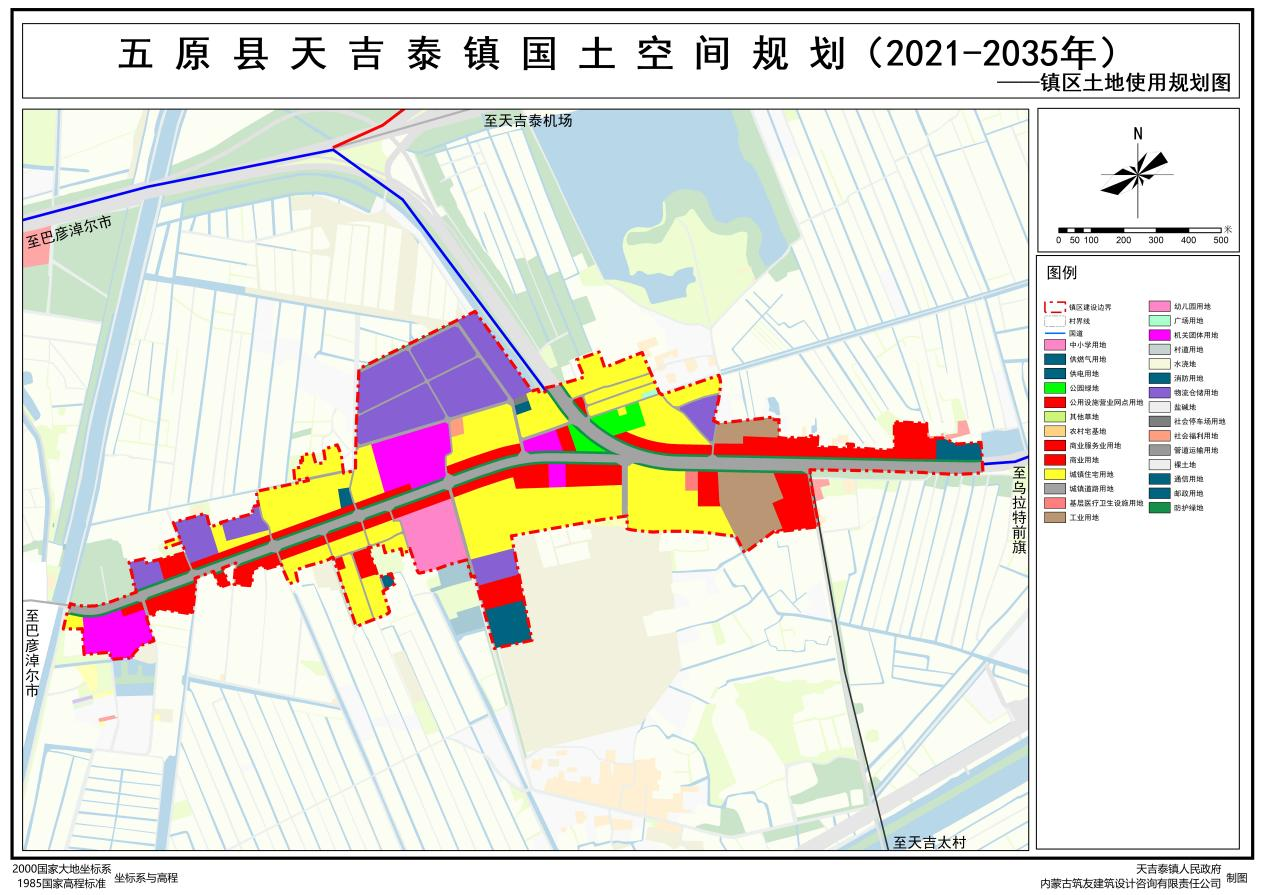 五原县天吉泰镇国土空间规划（2021-2035年）
——镇区土地使用规划图
至天吉泰机场
至巴彦淖尔市
至乌拉特前旗
至巴彦淖尔市
至天吉太村
N
0 50 100 200 300 400 500 米
图例
镇区建设边界
村界线
国道
中小学用地
供燃气用地
供电用地
公园绿地
公用设施营业网点用地
其他草地
农村宅基地
商业服务业用地
商业用地
城镇住宅用地
城镇道路用地
基层医疗卫生设施用地
工业用地
幼儿园用地
广场用地
机关团体用地
村道用地
水浇地
消防用地
物流仓储用地
盐碱地
社会停车场用地
社会福利用地
管道运输用地
裸土地
通信用地
邮政用地
防护绿地
2000国家大地坐标系
1985国家高程标准
坐标系与高程
天吉泰镇人民政府
内蒙古筑友建筑设计咨询有限责任公司
制图